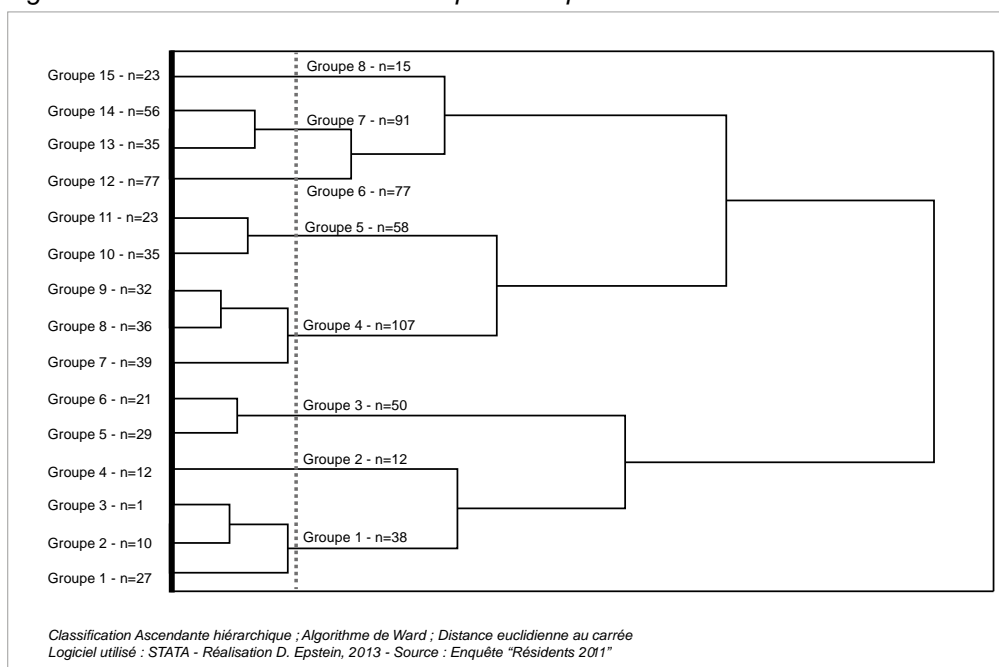 Groupe 15 - n=23
Groupe 8 - n=15
Groupe 14 - n=56
Groupe 7 - n=91
Groupe 13 - n=35
Groupe 12 - n=77
Groupe 6 - n=77
Groupe 11 - n=23
Groupe 5 - n=58
Groupe 10 - n=35
Groupe 9 - n=32
Groupe 8 - n=36
Groupe 4 - n=107
Groupe 7 - n=39
Groupe 6 - n=21
Groupe 3 - n=50
Groupe 5 - n=29
Groupe 4 - n=12
Groupe 2 - n=12
Groupe 3 - n=1
Groupe 2 - n=10
Groupe 1 - n=38
Groupe 1 - n=27
Classification Ascendante hiérarchique ; Algorithme de Ward ; Distance euclidienne au carrée
Logiciel utilisé : STATA - Réalisation D. Epstein, 2013 - Source : Enquête “Résidents 2011”